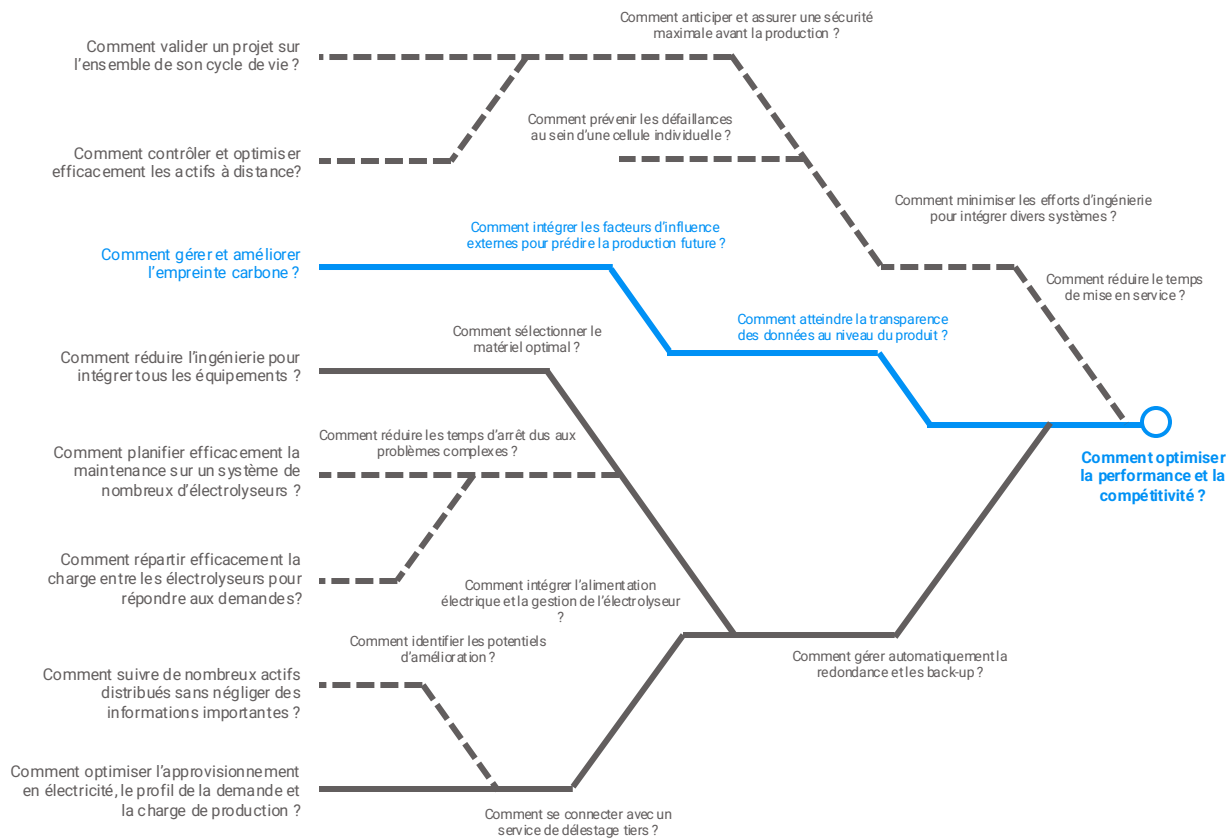 Comment anticiper et assurer une sécurité
maximale avant la production ?
Comment valider un projet sur
l'ensemble de son cycle de vie ?
Comment prévenir les défaillances
au sein d'une cellule individuelle ?
Comment contrôler et optimiser
efficacement les actifs à distance?
Comment minimiser les efforts d'ingénierie
pour intégrer divers systèmes ?
Comment intégrer les facteurs d'influence
externes pour prédire la production future ?
Comment gérer et améliorer
l'empreinte carbone ?
Comment réduire le temps
de mise en service ?
Comment atteindre la transparence
des données au niveau du produit ?
Comment sélectionner le
matériel optimal ?
Comment réduire l'ingénierie pour
intégrer tous les équipements ?
Comment réduire les temps d'arrêt dus aux
problèmes complexes ?
Comment planifier efficacement la
maintenance sur un système de
nombreux d'électrolyseurs ?
Comment optimiser
la performance et la
compétitivité ?
Comment répartir efficacement la
charge entre les électrolyseurs pour
répondre aux demandes?
Comment intégrer l'alimentation
électrique et la gestion de l'électrolyseur
?
Comment identifier les potentiels
d'amélioration ?
Comment gérer automatiquement la
redondance et les back-up ?
Comment suivre de nombreux actifs
distribués sans négliger des
informations importantes ?
Comment optimiser l'approvisionnement
en électricité, le profil de la demande et
la charge de production ?
Comment se connecter avec un
service de délestage tiers ?